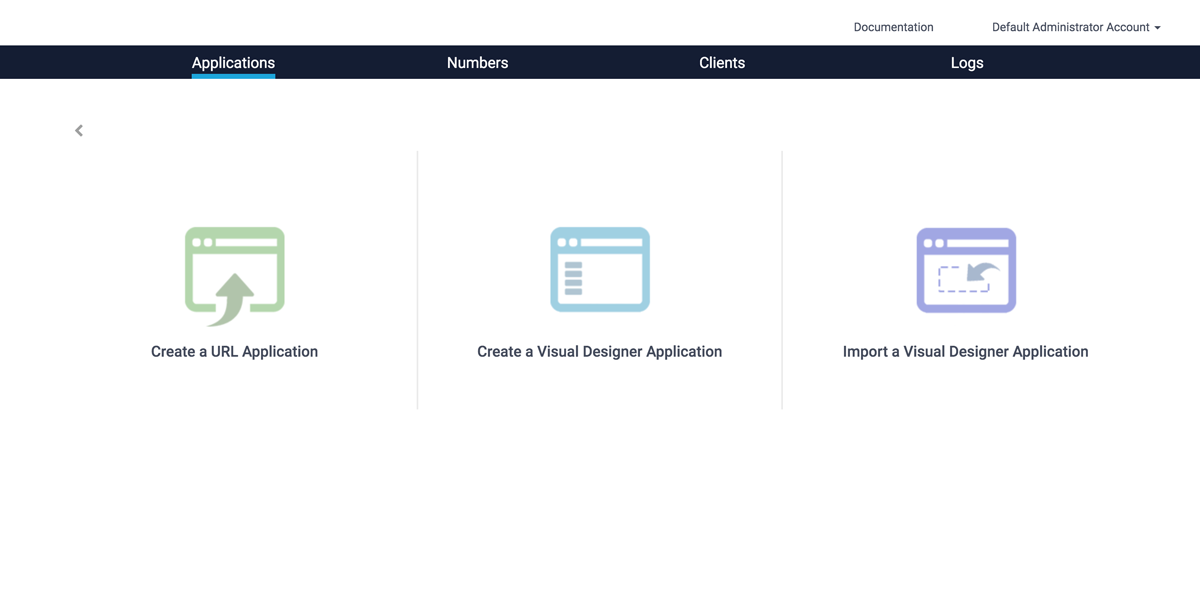 Documentation
Default Administrator Account
Applications
Numbers
Clients
Logs
Create a URL Application
Create a Visual Designer Application
Import a Visual Designer Application